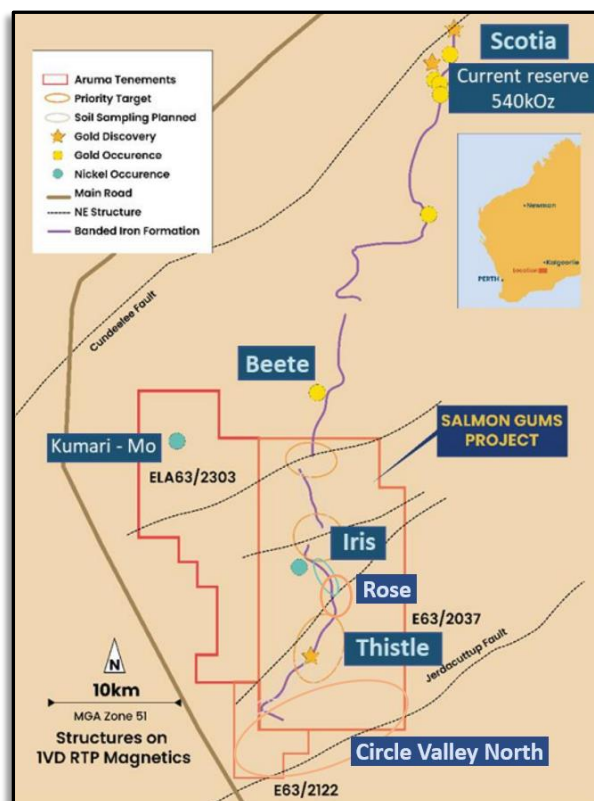 Aruma Tenements
Priority Target
Soil Sampling Planned
Gold Discovery
Gold Occurence
Nickel Occurence
Main Road
NE Structure
Banded Iron Formation
Scotia
Current reserve
540kOz
Newman
Kalgoorlie
Location
PERTH
Cundeelee Fault
Beete
SALMON GUMS
PROJECT
Kumari - Mo
ELA63/2303
Iris
Rose
E63/2037
Thistle
Jerdacuttup Fault
N
10km
MGA Zone 51
Structures on
1VD RTP Magnetics
Circle Valley North
E63/2122